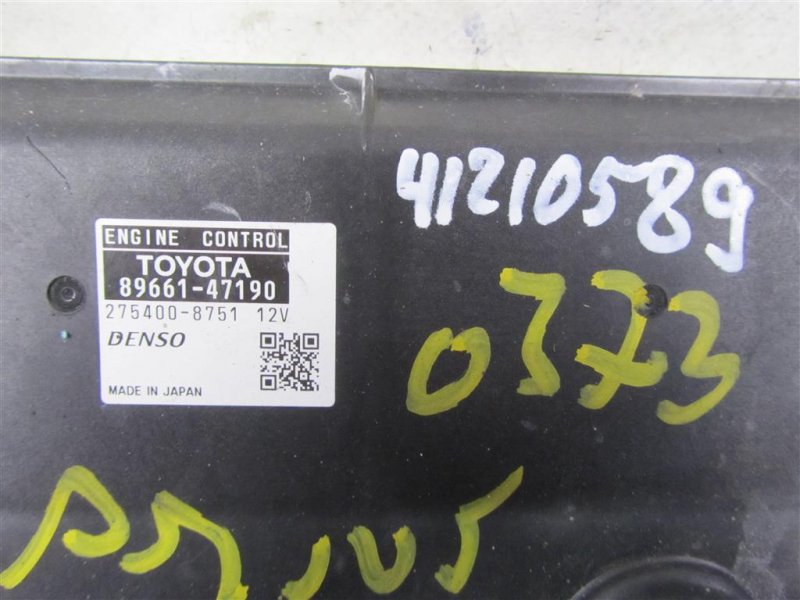 41210589
ENGINE CONTROL
TOYOTA
89661-47190
275400-8751 12V
DENSO
MADE IN JAPAN
0373